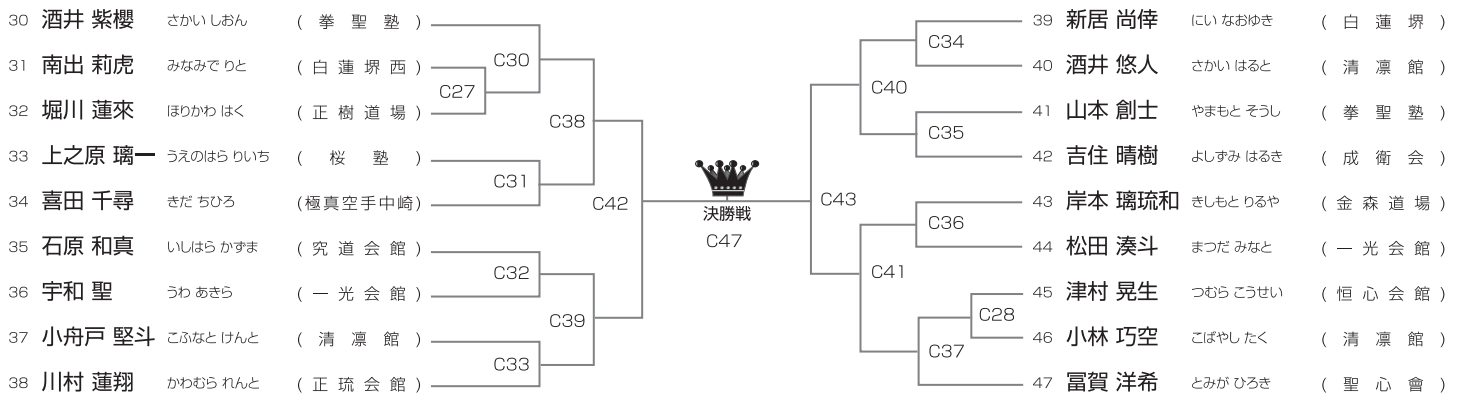 30 酒井 紫櫻 さかい しおん (拳聖塾)
31 南出 莉虎 みなみで りと (白蓮堺西)
32 堀川 蓮來 ほりかわ はく (正樹道場)
33 上之原 璃一 うえのはら りいち (桜塾)
34 喜田 千尋 きだ ちひろ (極真空手中崎)
35 石原 和真 いしはら かずま (究道会館)
36 宇和 聖 うわ あきら (一光会館)
37 小舟戸 堅斗 こふなと けんと (清凛館)
38 川村 蓮翔 かわむら れんと (正琉会館)
C30
C27
C38
C31
C42
C32
C39
C33
決勝戦
C47
C34
C40
C35
C43
C36
C41
C28
C37
39 新居 尚倖 にい なおゆき (白蓮堺)
40 酒井 悠人 さかい はると (清凛館)
41 山本 創士 やまもと そうし (拳聖塾)
42 吉住 晴樹 よしずみ はるき (成衛会)
43 岸本 璃琉和 きしもと りるや (金森道場)
44 松田 湊斗 まつだ みなと (一光会館)
45 津村 晃生 つむら こうせい (恒心会館)
46 小林 巧空 こばやし たく (清凛館)
47 冨賀 洋希 とみが ひろき (聖心會)